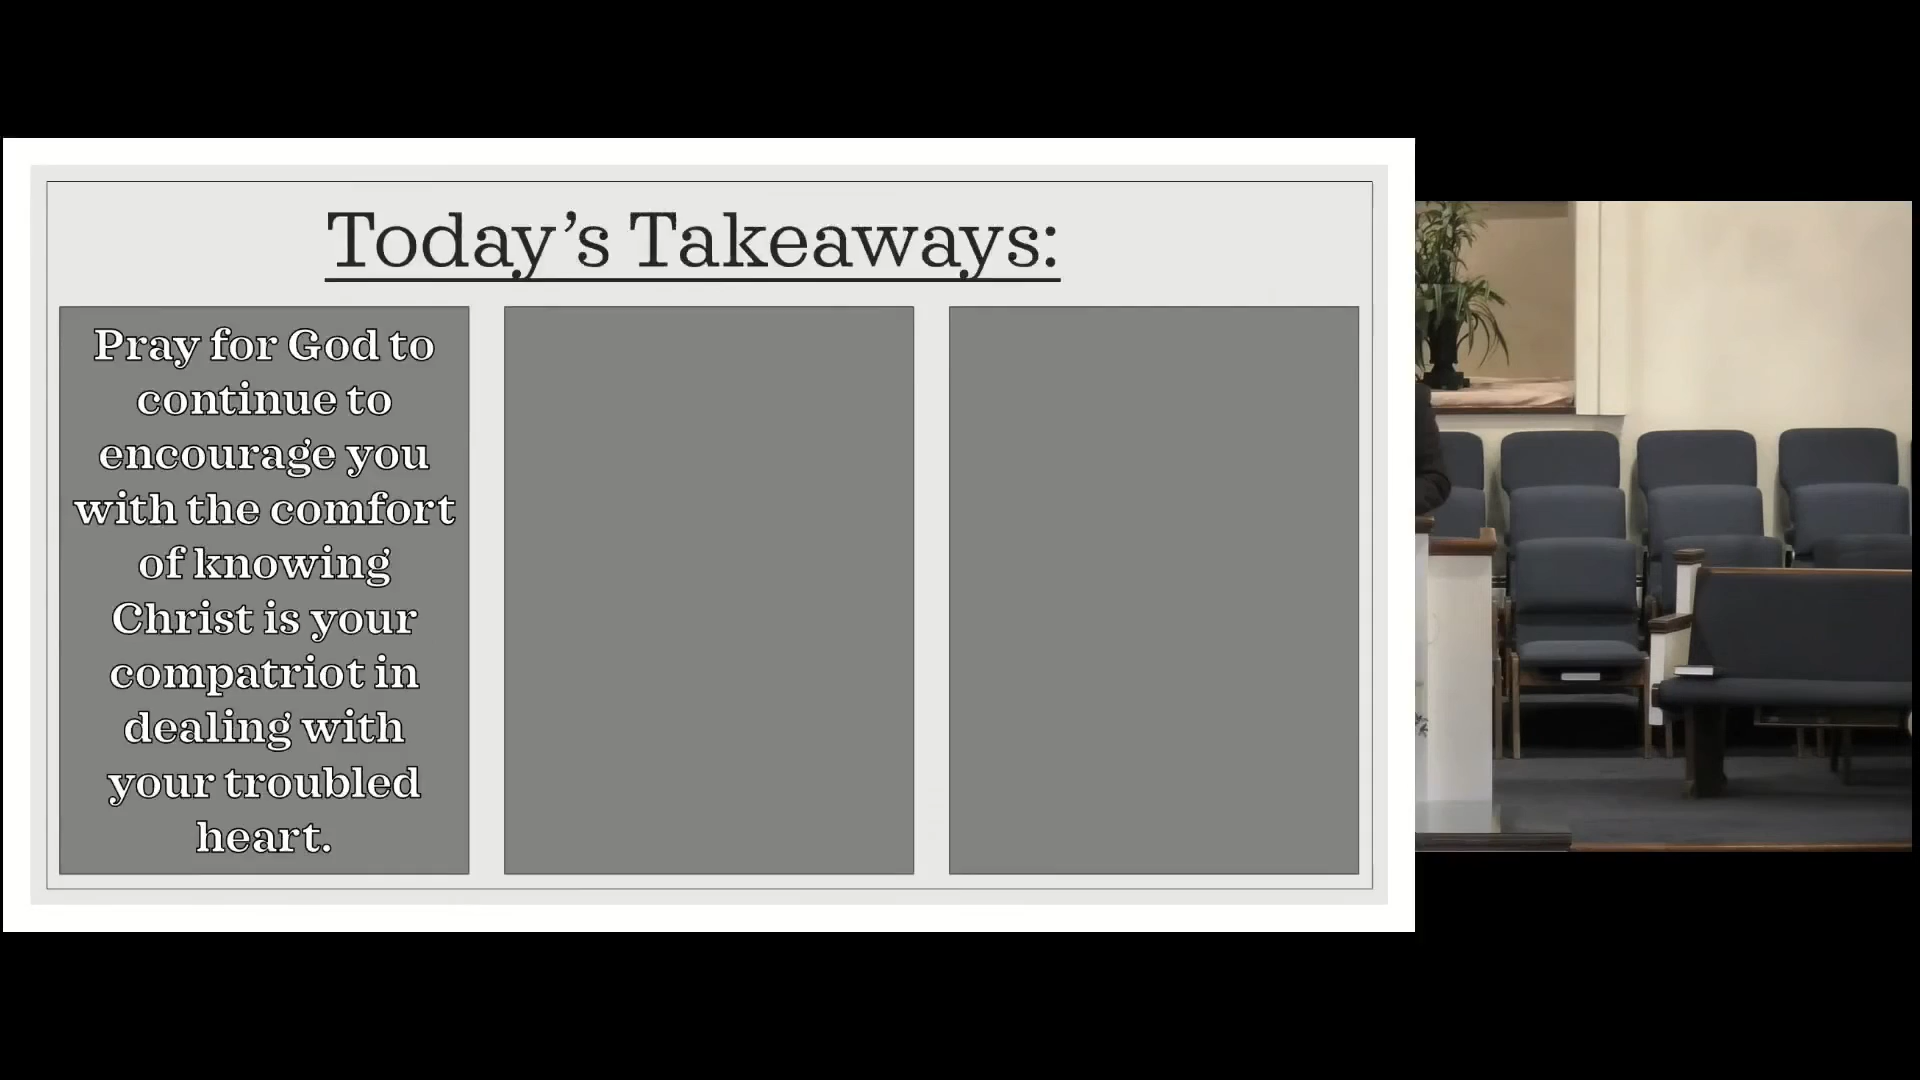 Today’s Takeaways:
Pray for God to
continue to
encourage you
with the comfort
of knowing
Christ is your
compatriot in
dealing with
your troubled
heart.